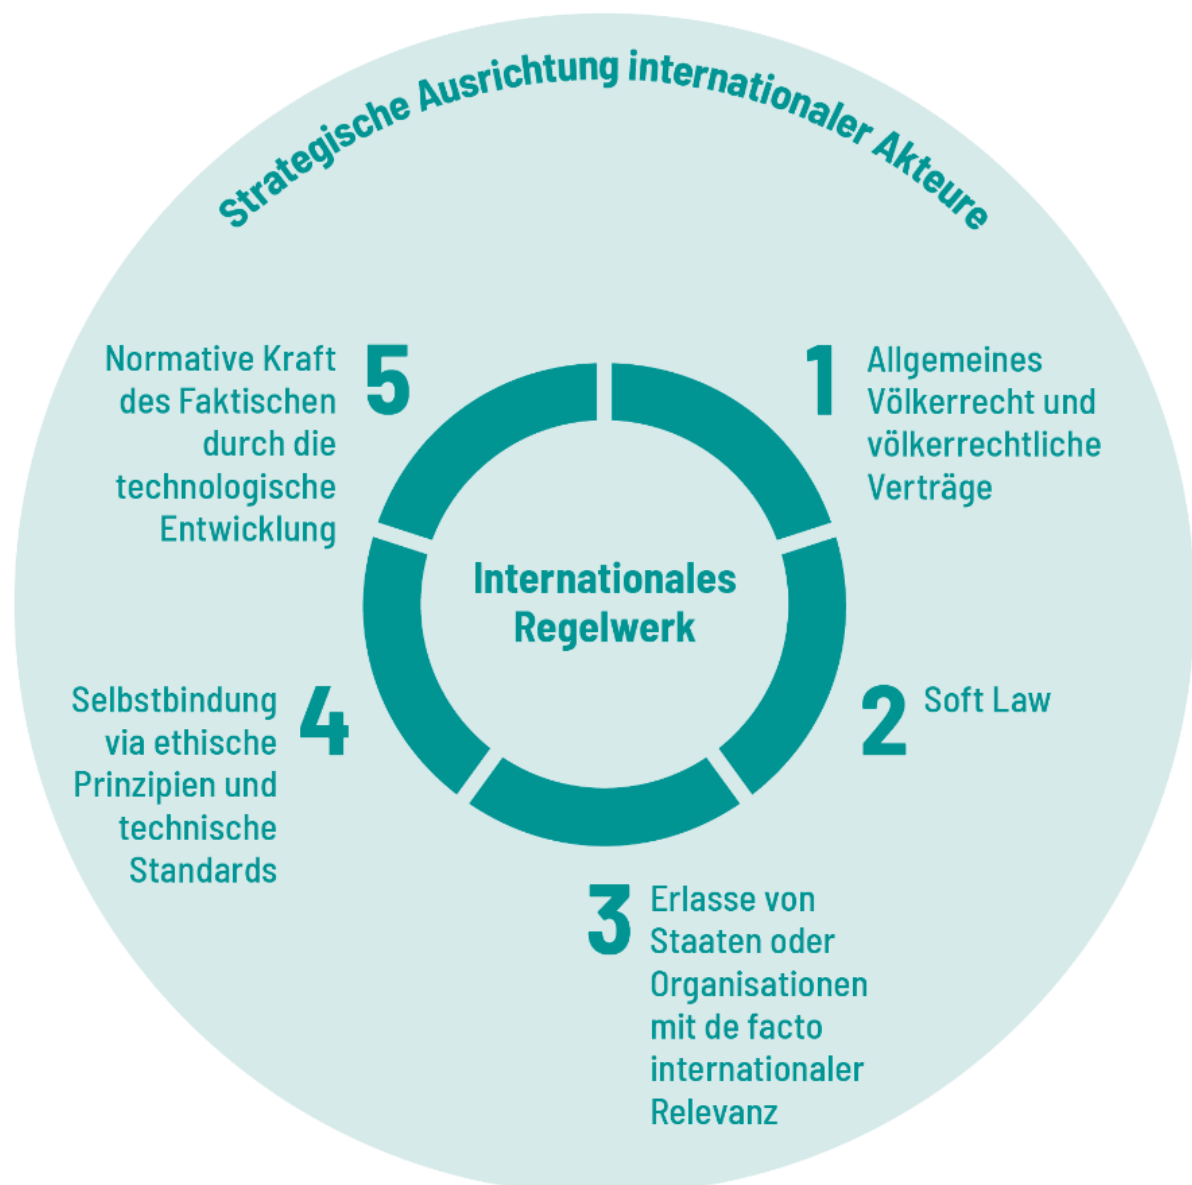 Strategische Ausrichtung internationaler Akteure
Internationales
Regelwerk
1
Allgemeines
Völkerrecht und
völkerrechtliche
Verträge
2
Soft Law
3
Erlasse von
Staaten oder
Organisationen
mit de facto
internationaler
Relevanz
4
Selbstbindung
via ethische
Prinzipien und
technische
Standards
5
Normative Kraft
des Faktischen
durch die
technologische
Entwicklung